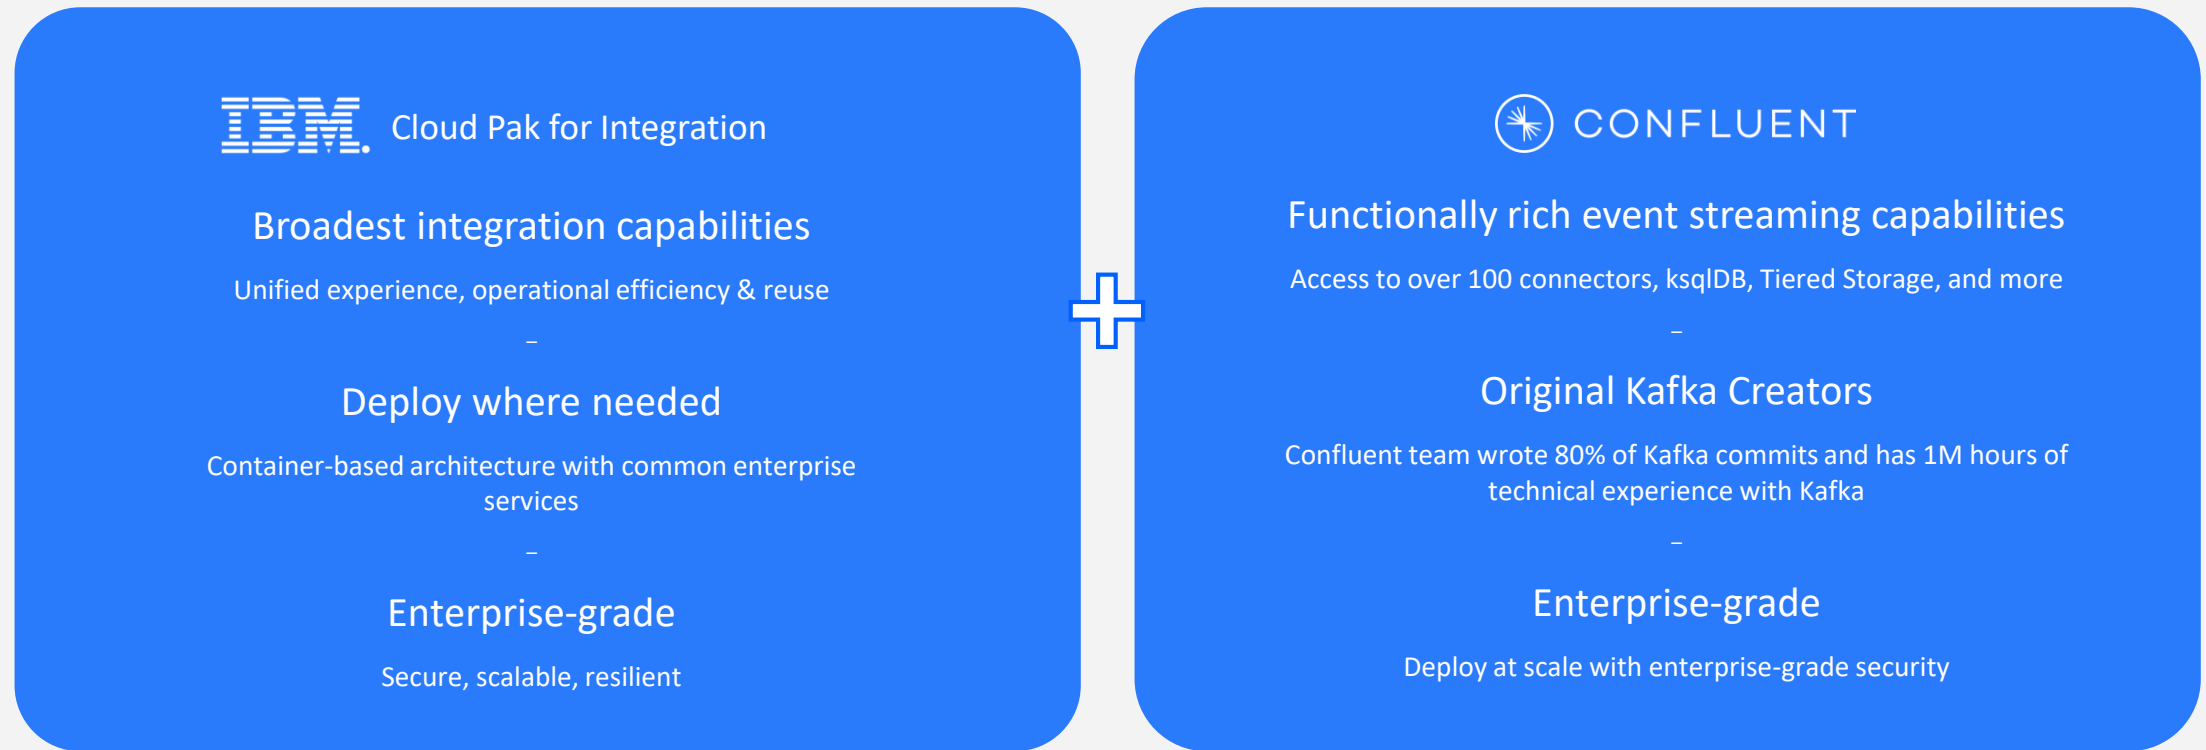 IBM. Cloud Pak for Integration
Broadest integration capabilities
Unified experience, operational efficiency & reuse
–
Deploy where needed
Container-based architecture with common enterprise
services
–
Enterprise-grade
Secure, scalable, resilient
CONFLUENT
Functionally rich event streaming capabilities
Access to over 100 connectors, ksqlDB, Tiered Storage, and more
–
Original Kafka Creators
Confluent team wrote 80% of Kafka commits and has 1M hours of
technical experience with Kafka
–
Enterprise-grade
Deploy at scale with enterprise-grade security